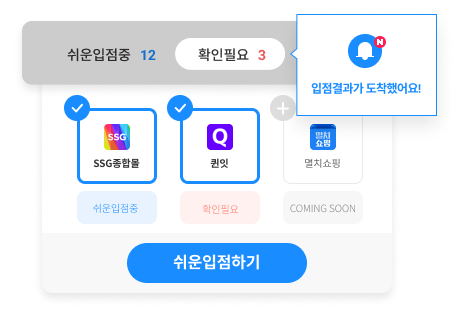 쉬운입점중 12
확인필요 3
N
입점결과가 도착했어요!
SSG
SSG종합몰
Q
퀸잇
멸치
쇼핑
멸치쇼핑
쉬운입점중
확인필요
COMING SOON
쉬운입점하기